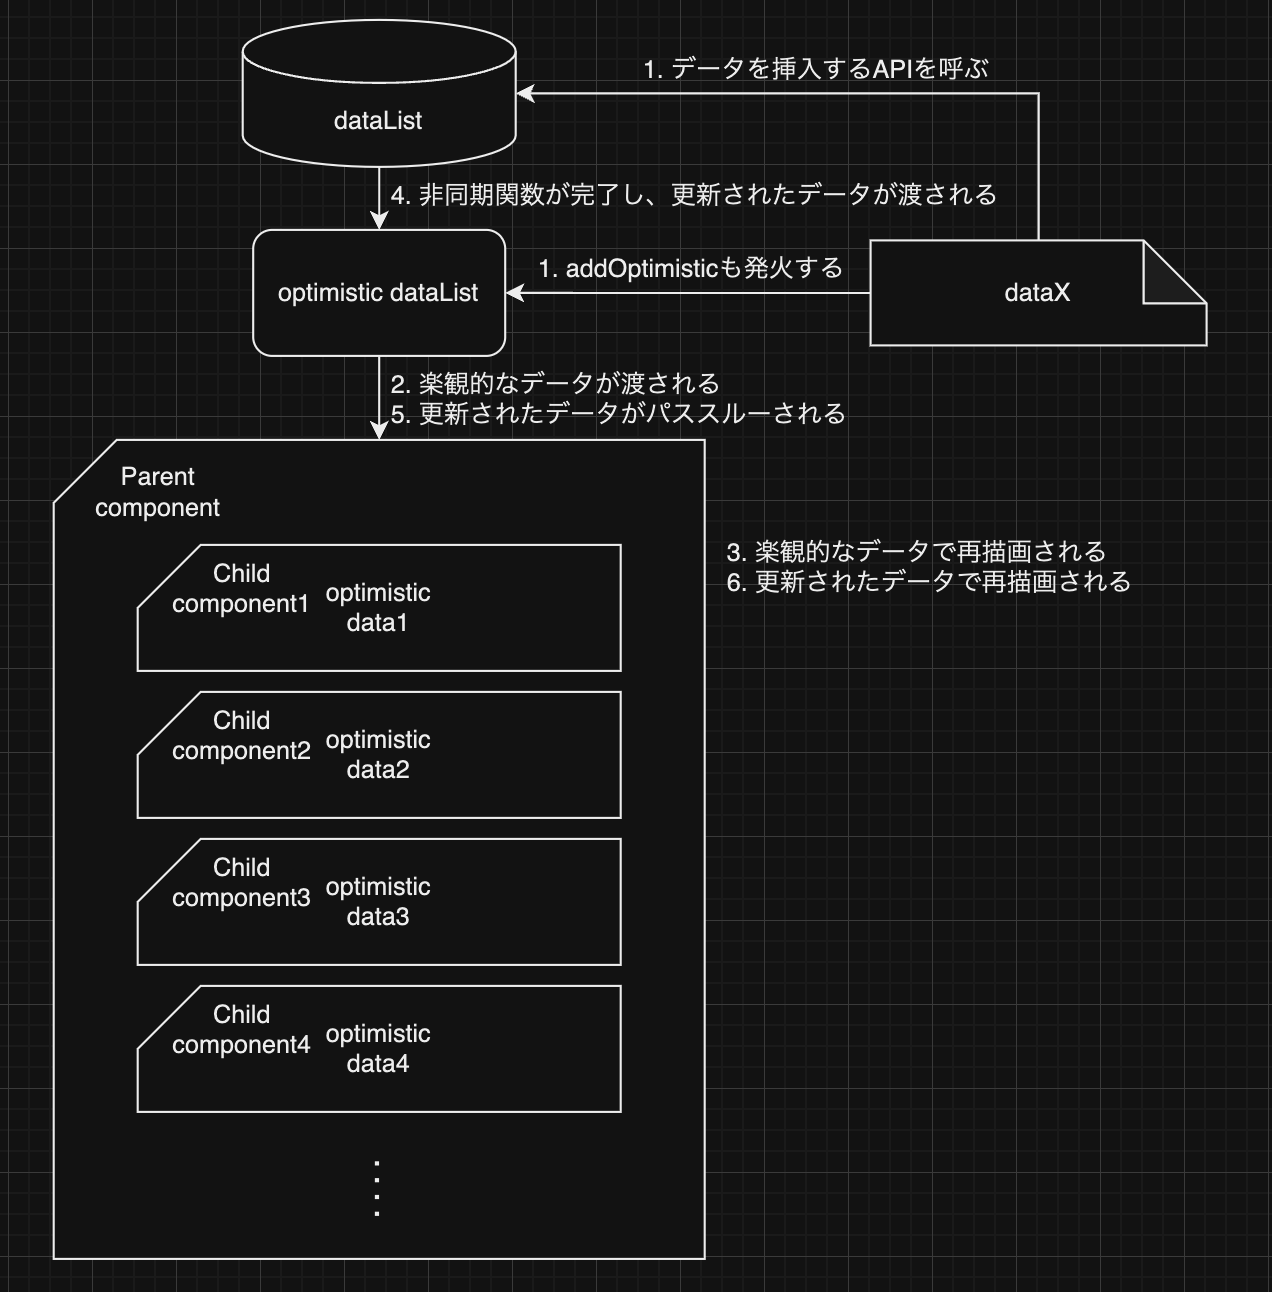 1. データを挿入するAPIを呼ぶ
dataList
4. 非同期関数が完了し、更新されたデータが渡される
1. addOptimisticも発火する
optimistic dataList
dataX
2. 楽観的なデータが渡される
5. 更新されたデータがパススルーされる
Parent
component
3. 楽観的なデータで再描画される
6. 更新されたデータで再描画される
Child
component1
optimistic
data1
Child
component2
optimistic
data2
Child
component3
optimistic
data3
Child
component4
optimistic
data4